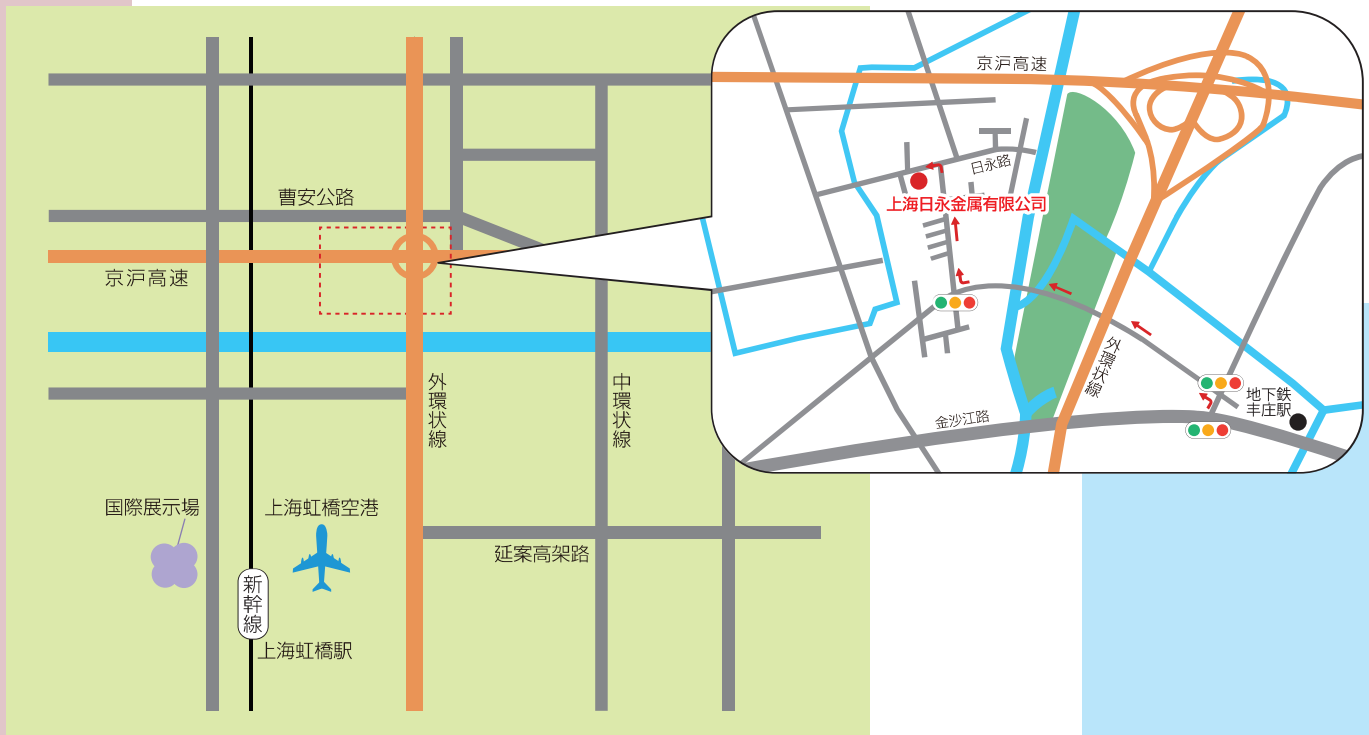 京沪高速
日永路
上海日永金属有限公司
曹安公路
京沪高速
外環状線
地下鉄
丰庄駅
金沙江路
外環状線
中環状線
国際展示場
上海虹橋空港
延案高架路
新幹線
上海虹橋駅